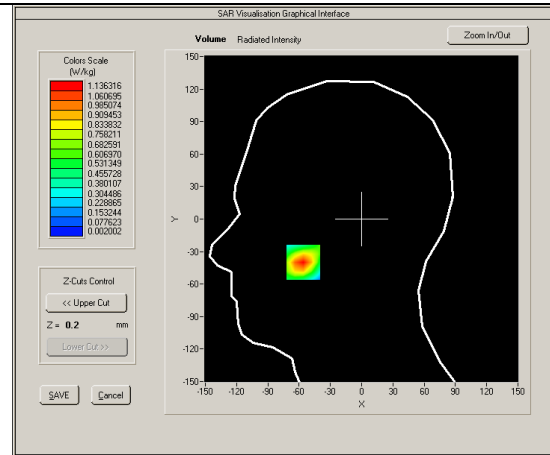 SAR Visualisation Graphical Interface
Volume Radiated Intensity
Zoom In/Out
Colors Scale
(W/kg)
1.136316
1.060695
0.985074
0.909453
0.833832
0.758211
0.682591
0.606970
0.531349
0.455728
0.380107
0.304486
0.228865
0.153244
0.077623
0.002002
Z-Cuts Control
<< Upper Cut
Z = 0.2 mm
Lower Cut >>
SAVE Cancel
150-
120-
90-
60-
30-
Y 0-
-30-
-60-
-90-
-120-
-150-
-150 -120 -90 -60 -30 0 30 60 90 120 150
X